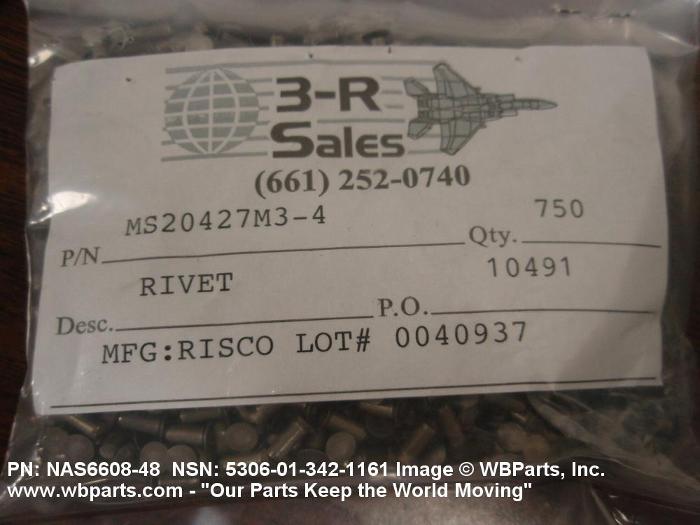 3-R
Sales
(661) 252-0740
MS20427M3-4 750
P/N Qty.
RIVET 10491
Desc. P.O.
MFG:RISCO LOT# 0040937
PN: NAS6608-48 NSN: 5306-01-342-1161 Image © WBParts, Inc.
www.wbparts.com - "Our Parts Keep the World Moving"